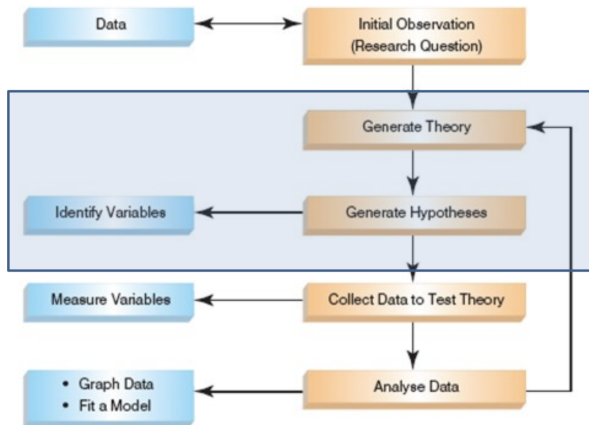 Data
Initial Observation
(Research Question)
Generate Theory
Identify Variables
Generate Hypotheses
Measure Variables
Collect Data to Test Theory
• Graph Data
• Fit a Model
Analyse Data